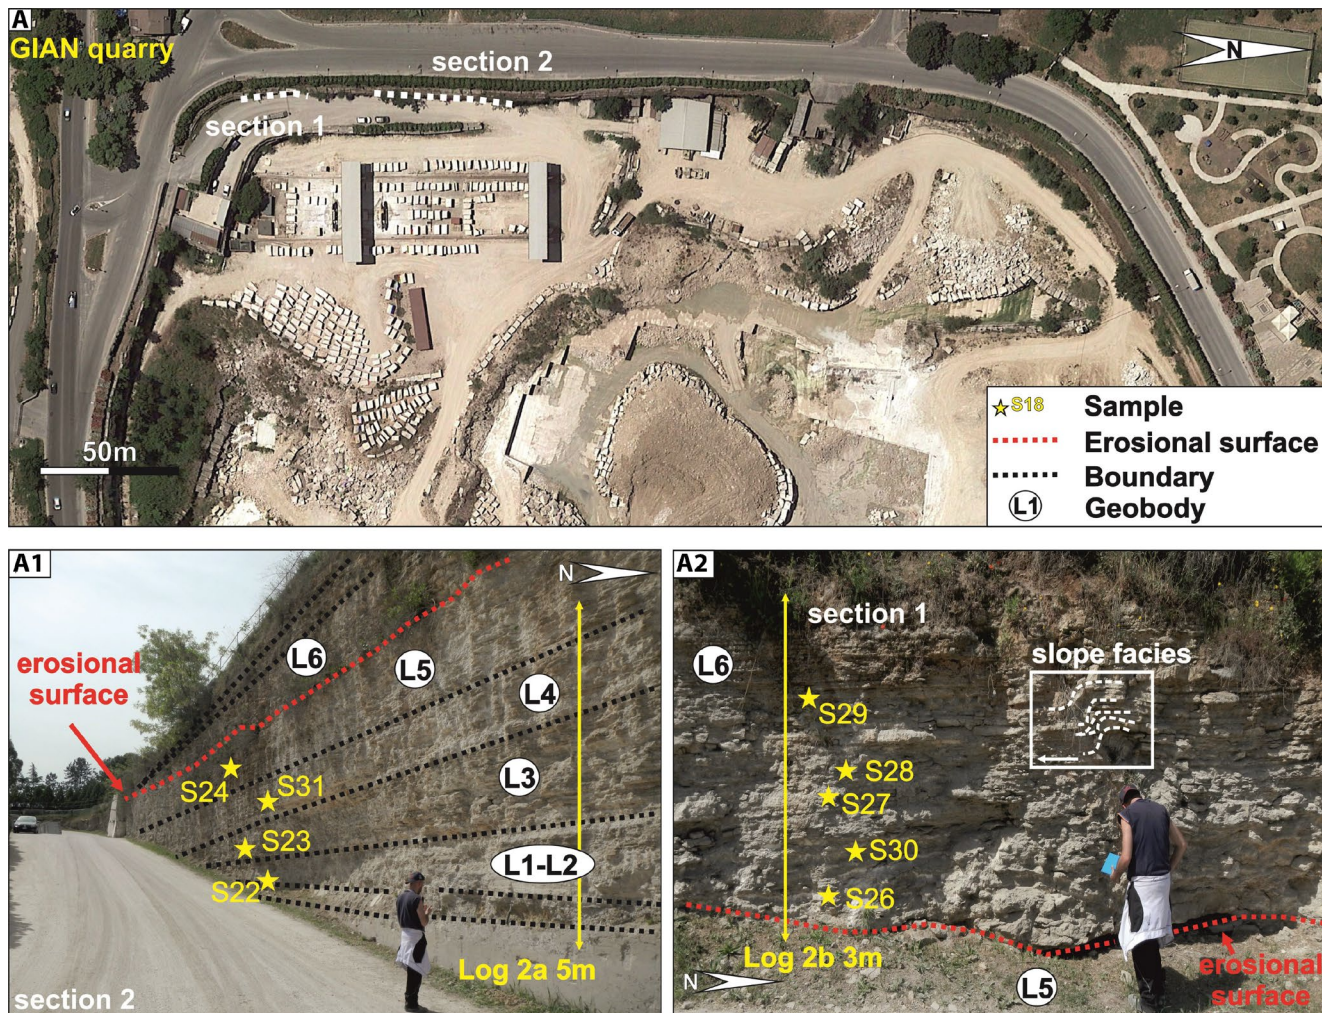 A
GIAN quarry
section 2
N
section 1
50m
S18 Sample
Erosional surface
Boundary
L1 Geobody
A1
N
L6
erosional
surface
L5
L4
L3
S24
S31
S23
L1-L2
S22
Log 2a 5m
section 2
A2
section 1
L6
slope facies
S29
S28
S27
S30
S26
Log 2b 3m
N
L5
erosional
surface